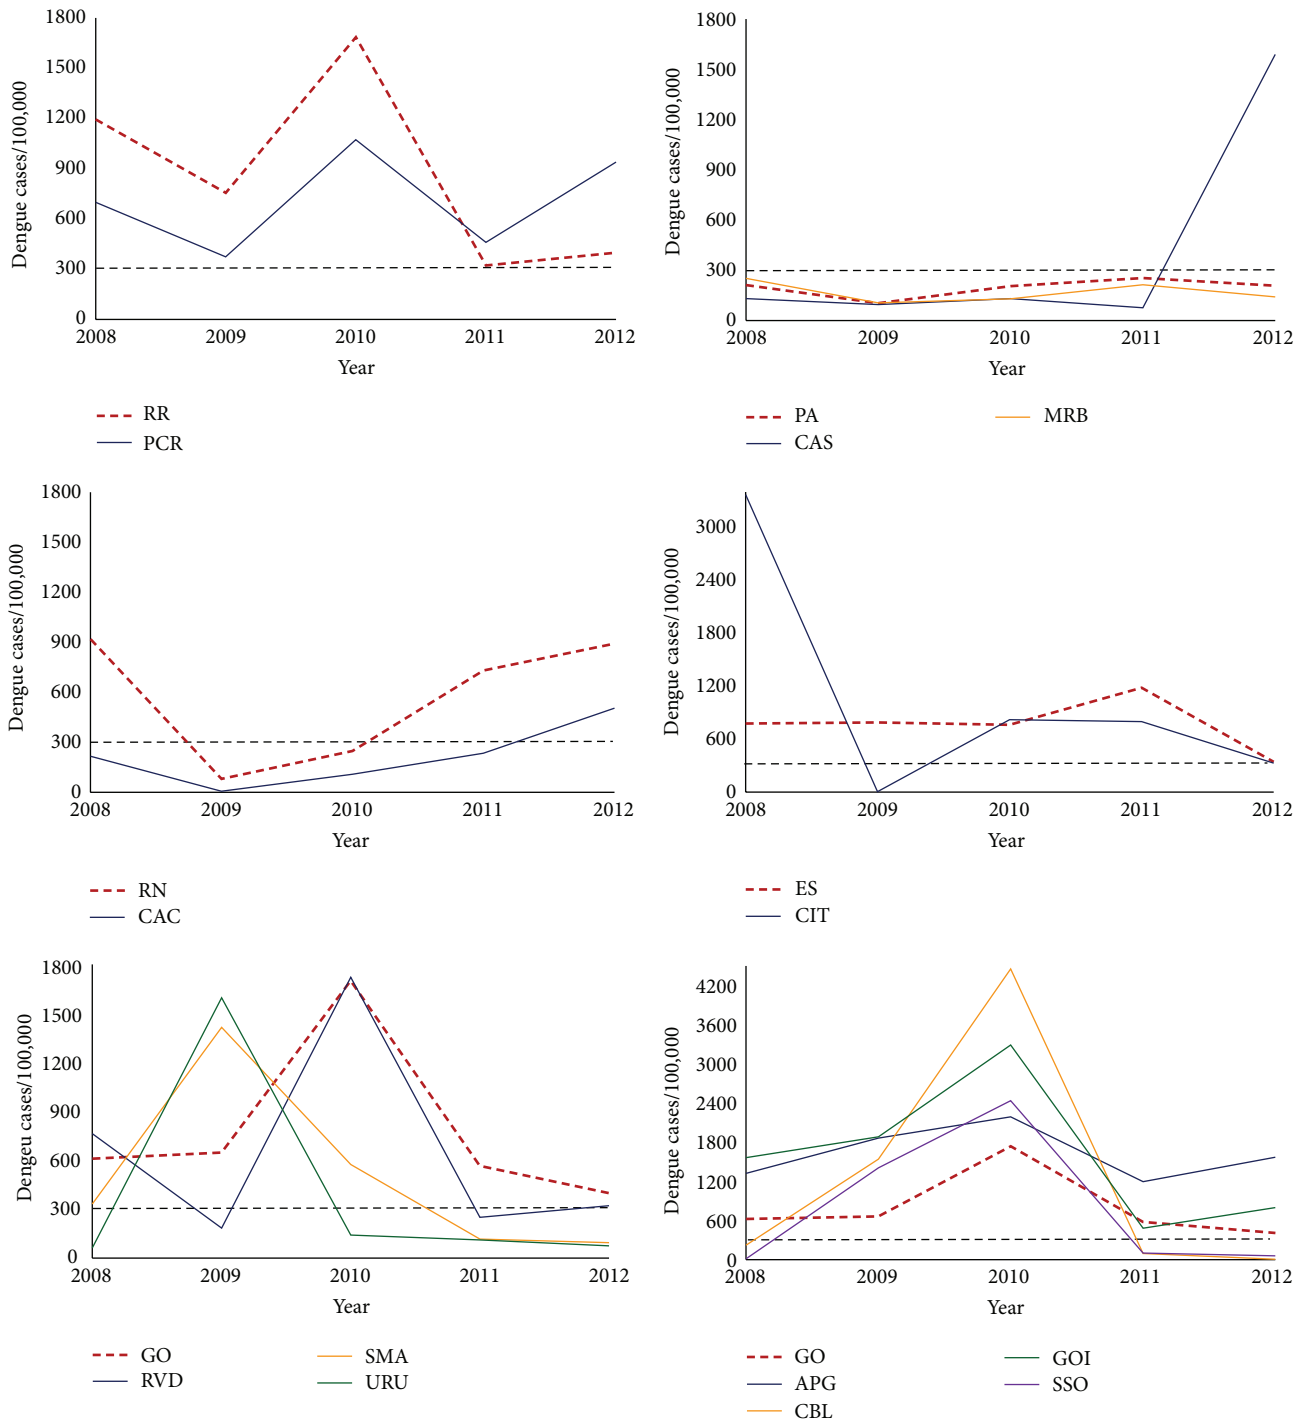 Dengue cases/100,000
1800
1500
1200
900
600
300
0
2008 2009 2010 2011 2012
Year
RR
PCR
Dengue cases/100,000
1800
1500
1200
900
600
300
0
2008 2009 2010 2011 2012
Year
PA MRB
CAS
Dengue cases/100,000
1800
1500
1200
900
600
300
0
2008 2009 2010 2011 2012
Year
RN
CAC
Dengue cases/100,000
3000
2400
1800
1200
600
0
2008 2009 2010 2011 2012
Year
ES
CIT
Dengeu cases/100,000
1800
1500
1200
900
600
300
0
2008 2009 2010 2011 2012
Year
GO SMA
RVD URU
Dengue cases/100,000
4200
3600
3000
2400
1800
1200
600
0
2008 2009 2010 2011 2012
Year
GO GOI
APG SSO
CBL